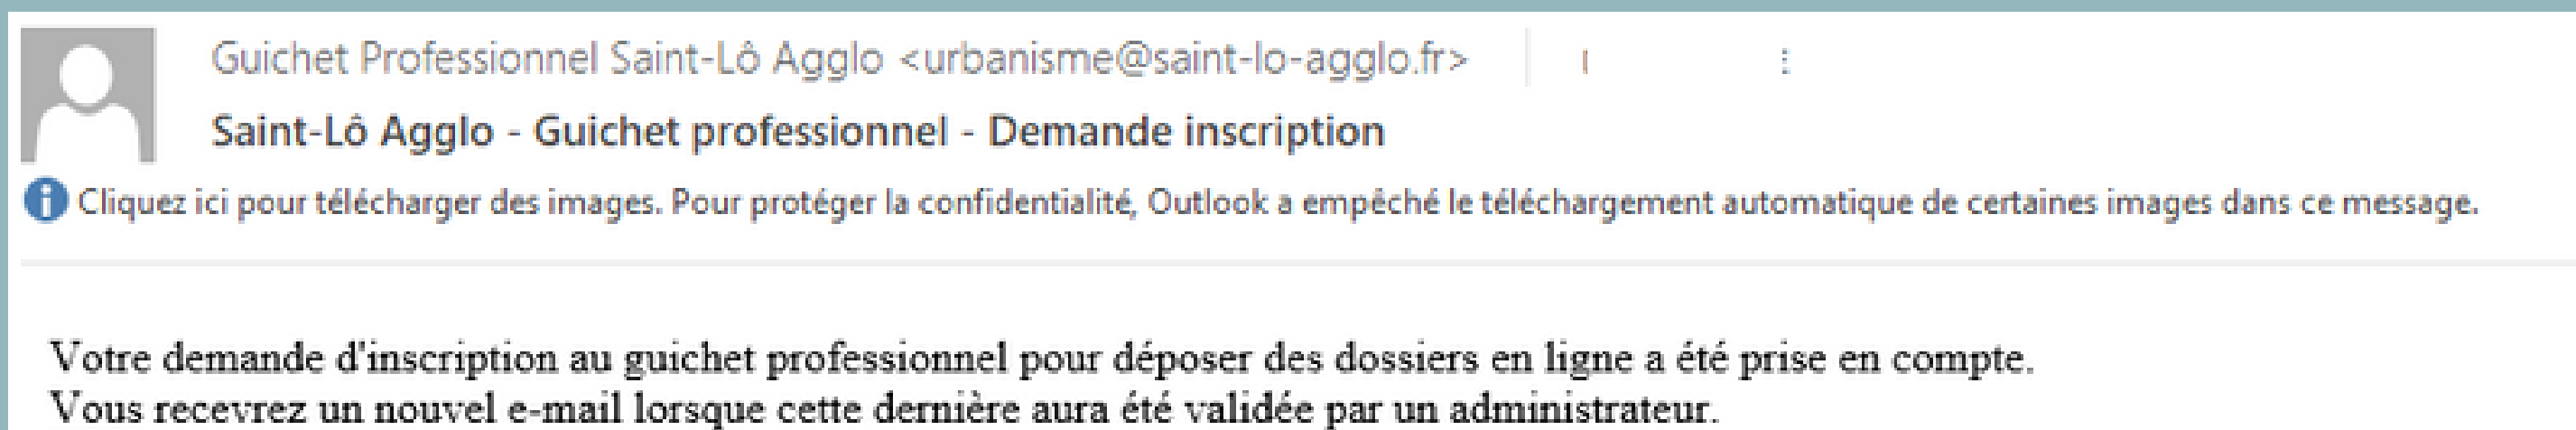 Guichet Professionnel Saint-Lô Agglo <urbanisme@saint-lo-agglo.fr>
Saint-Lô Agglo - Guichet professionnel - Demande inscription
Cliquez ici pour télécharger des images. Pour protéger la confidentialité, Outlook a empêché le téléchargement automatique de certaines images dans ce message.
Votre demande d'inscription au guichet professionnel pour déposer des dossiers en ligne a été prise en compte.
Vous recevrez un nouvel e-mail lorsque cette dernière aura été validée par un administrateur.